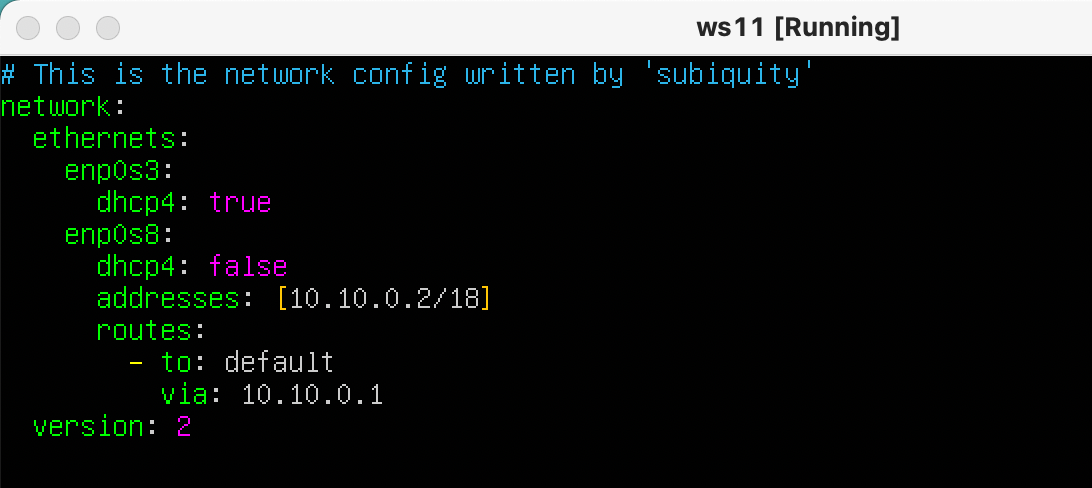 ws11 [Running]
# This is the network config written by 'subiquity'
network:
  ethernets:
    enp0s3:
      dhcp4: true
    enp0s8:
      dhcp4: false
      addresses: [10.10.0.2/18]
      routes:
        - to: default
          via: 10.10.0.1
  version: 2